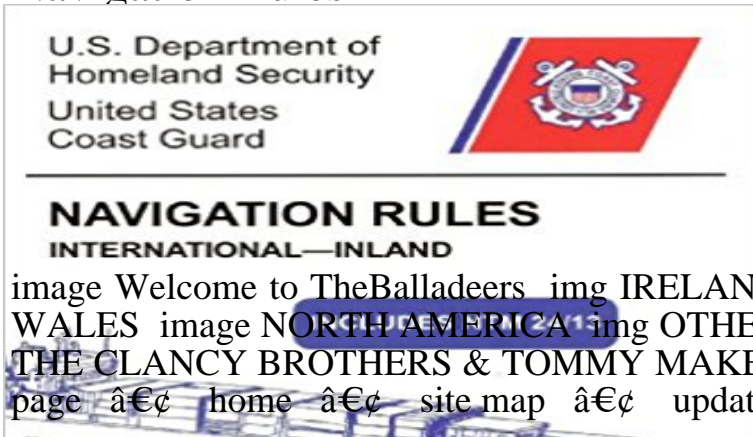 U.S. Department of
Homeland Security
United States
Coast Guard
NAVIGATION RULES
INTERNATIONAL—INLAND
image Welcome to TheBalladeers img IRELAN
WALES image NORTH AMERICA img OTHE
THE CLANCY BROTHERS & TOMMY MAKE
page â€¢ home â€¢ site map â€¢ updat